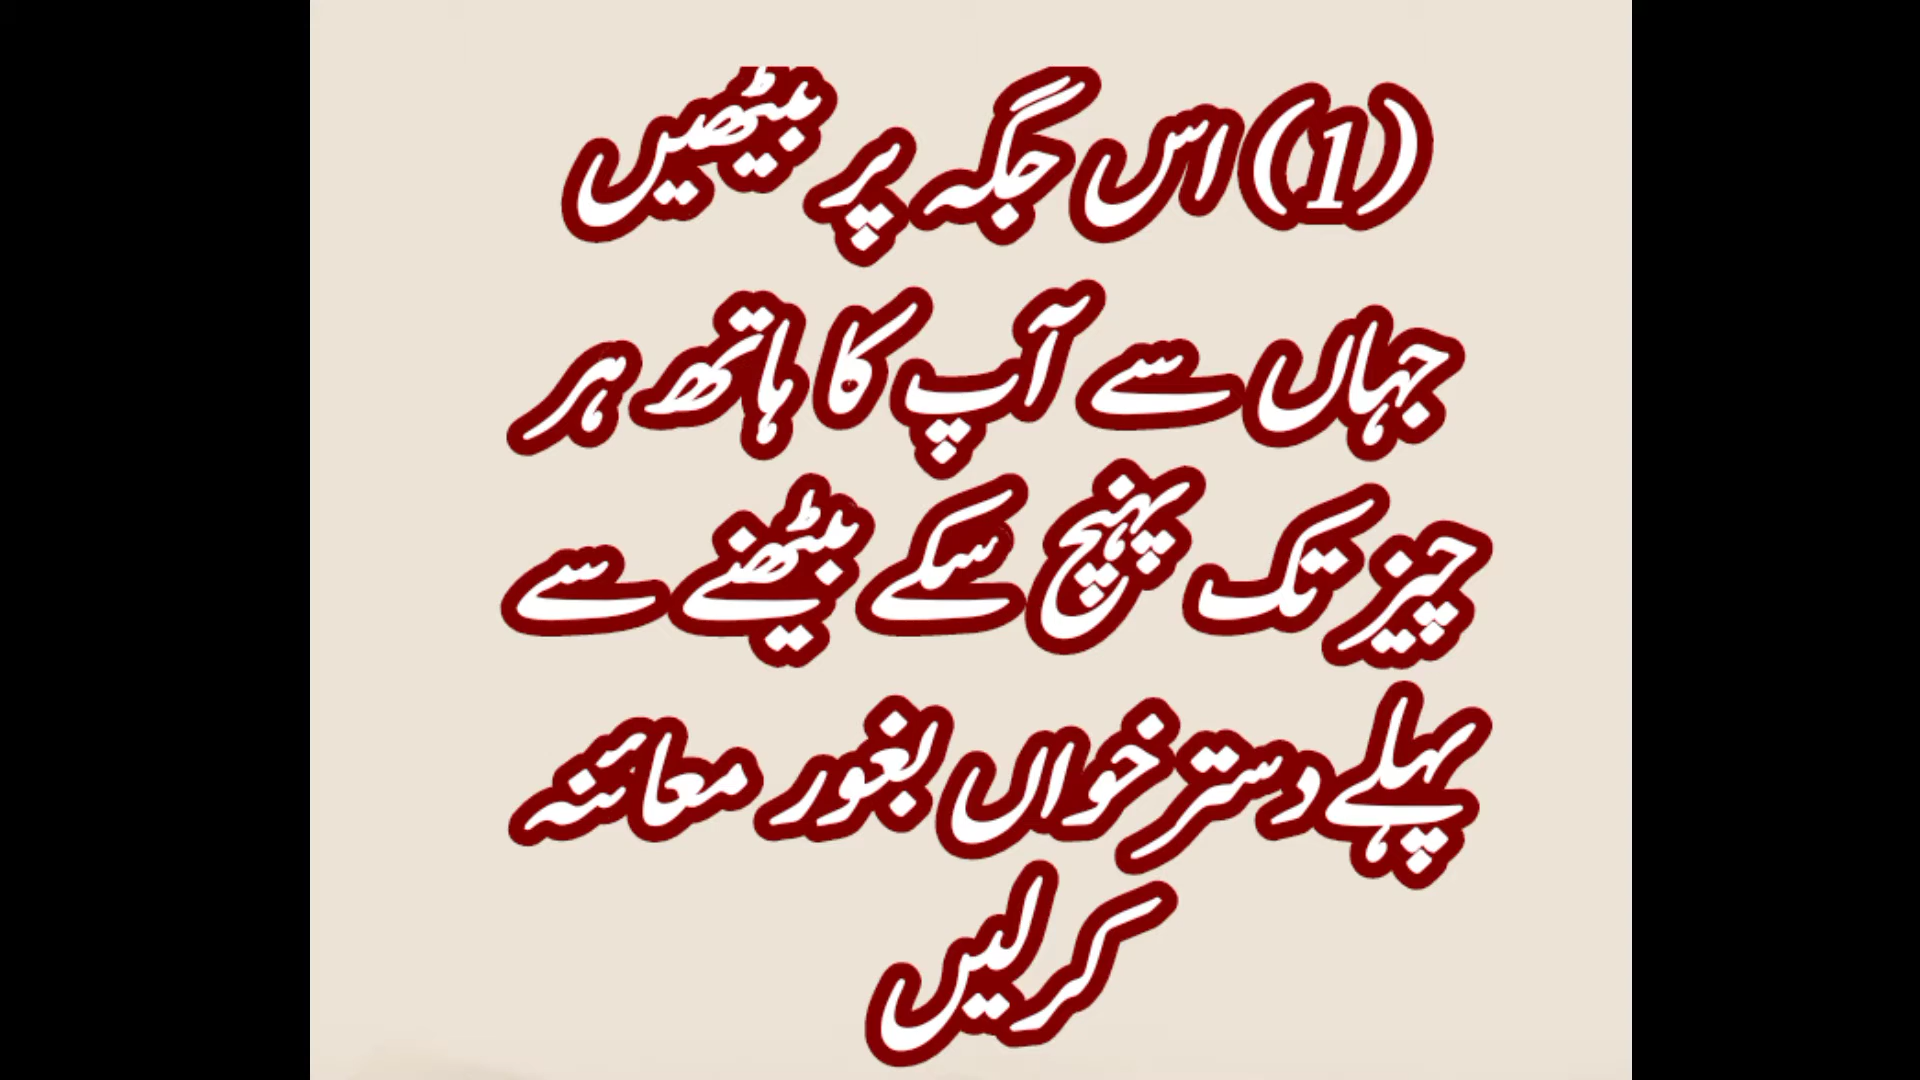 (1) اس جگہ پر بیٹھیں
جہاں سے آپ کا ہاتھ ہر
چیز تک پہنچ سکے بیٹھنے سے
پہلے دسترخواں بغور معائنہ
کرلیں